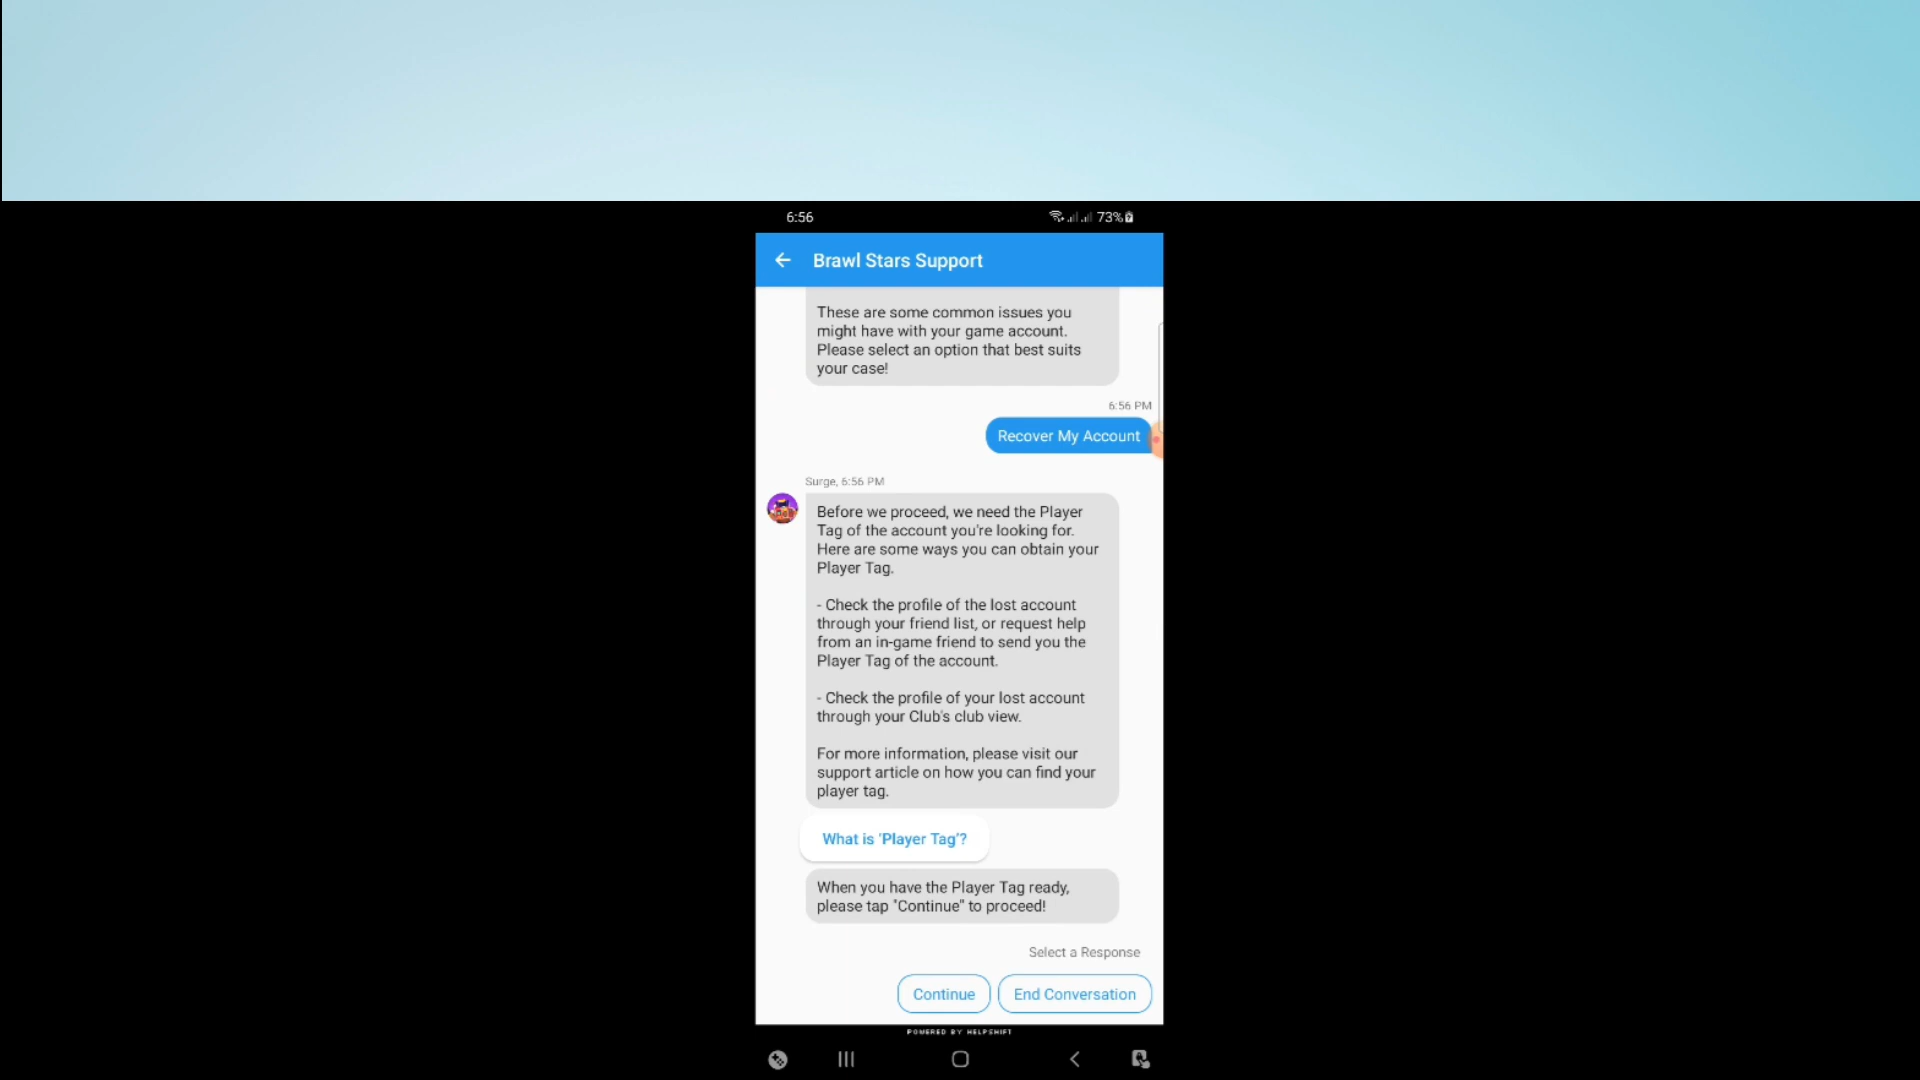 6:56
73%
Brawl Stars Support
These are some common issues you
might have with your game account.
Please select an option that best suits
your case!
6:56 PM
Recover My Account
Surge, 6:56 PM
Before we proceed, we need the Player
Tag of the account you're looking for.
Here are some ways you can obtain your
Player Tag.
- Check the profile of the lost account
through your friend list, or request help
from an in-game friend to send you the
Player Tag of the account.
- Check the profile of your lost account
through your Club's club view.
For more information, please visit our
support article on how you can find your
player tag.
What is 'Player Tag'?
When you have the Player Tag ready,
please tap "Continue" to proceed!
Select a Response
Continue
End Conversation
POWERED BY HELPSHIFT